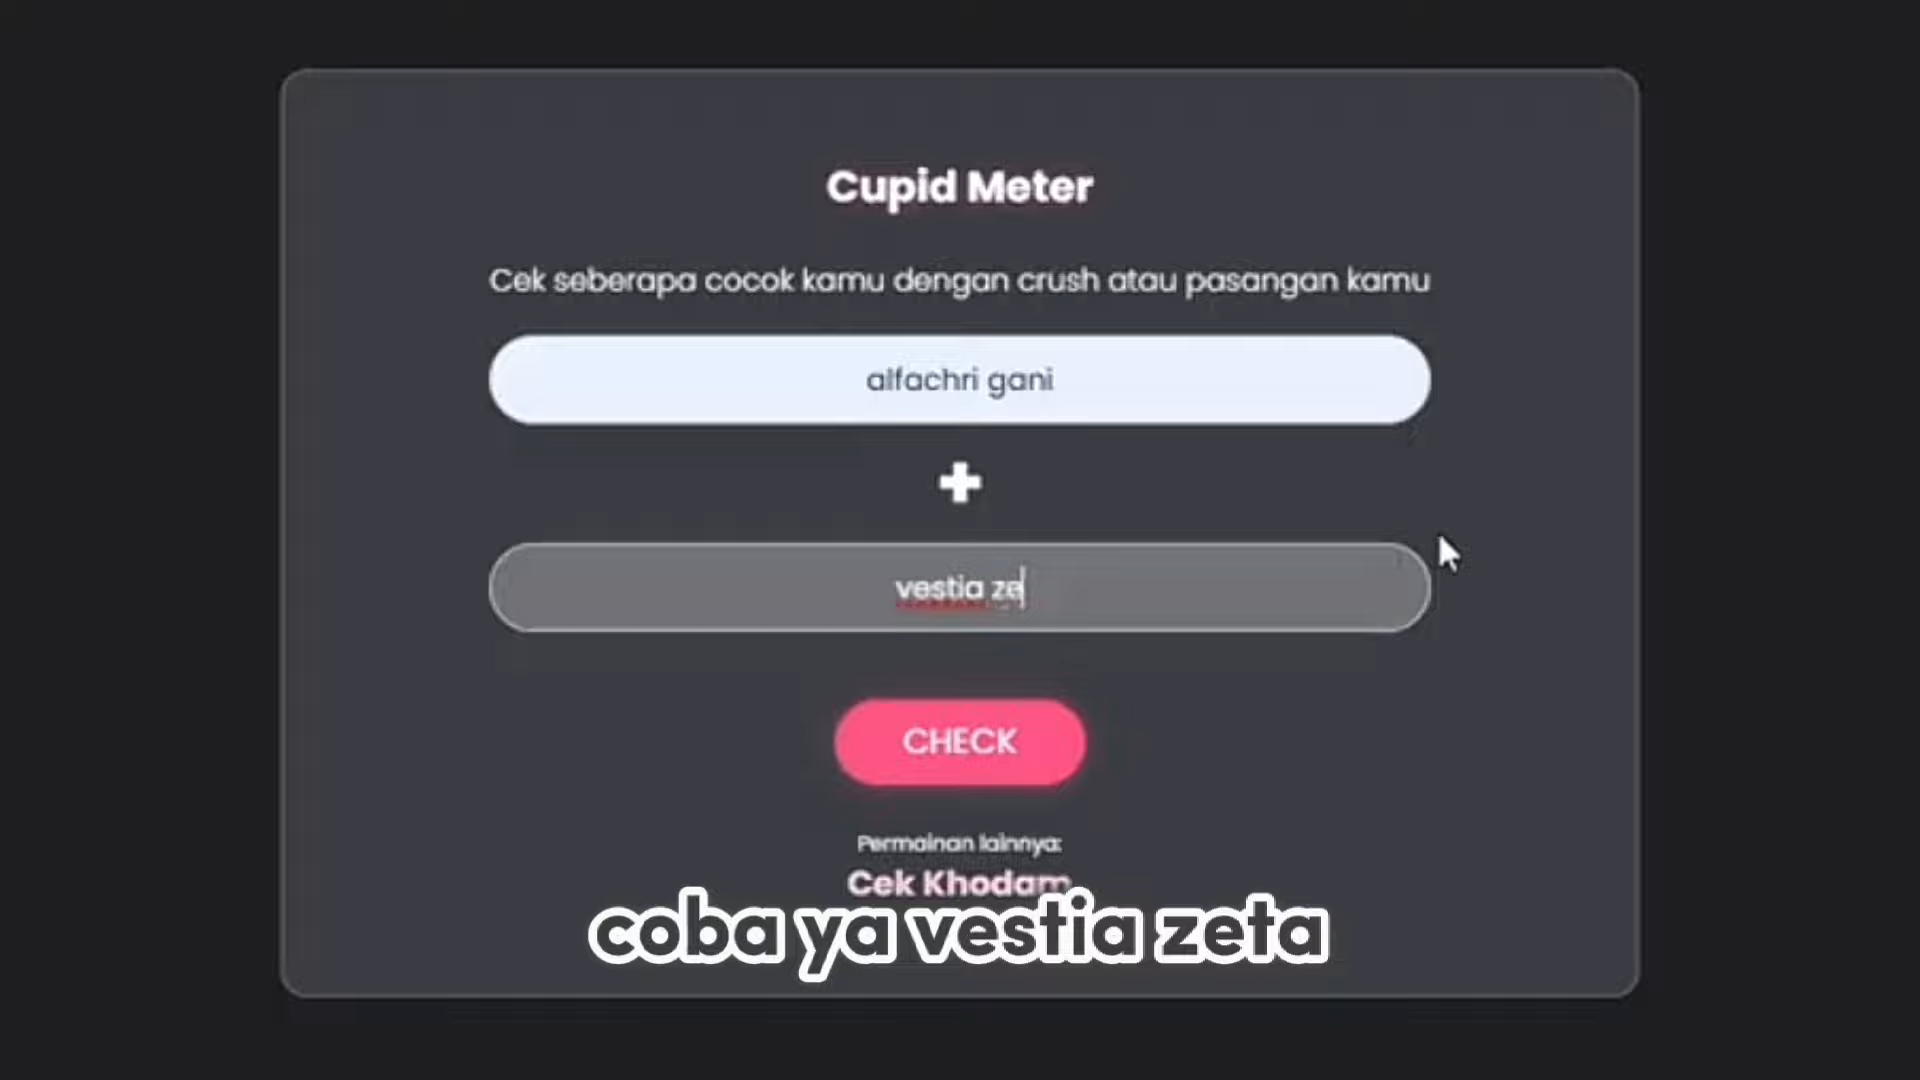 Cupid Meter
Cek seberapa cocok kamu dengan crush atau pasangan kamu
alfachri gani
vestia ze
CHECK
Permainan lainnya:
Cek Khodam
coba ya vestia zeta